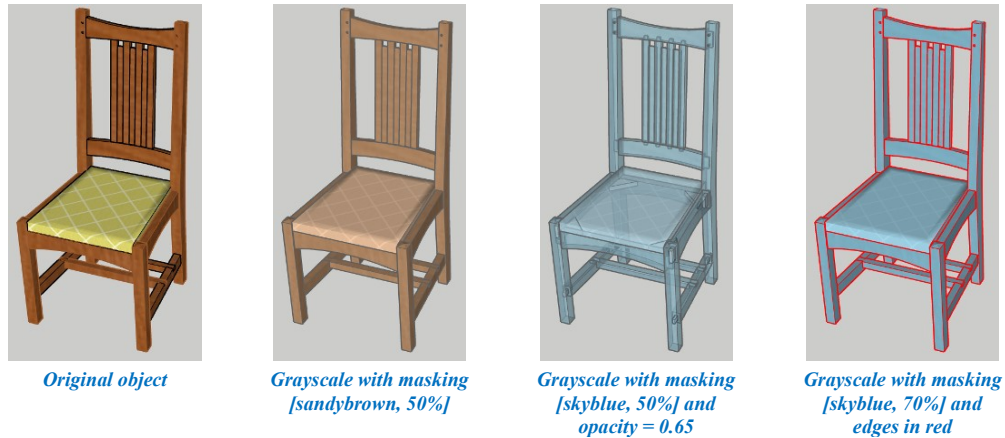 Original object
Grayscale with masking
[sandybrown, 50%]
Grayscale with masking
[skyblue, 50%] and
opacity = 0.65
Grayscale with masking
[skyblue, 70%] and
edges in red